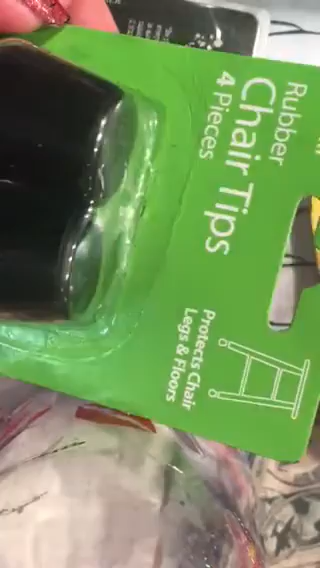 Rubber
Chair Tips
4 Pieces
Protects Chair
Legs & Floors